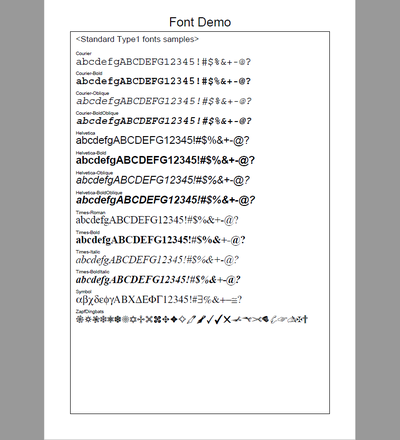 Font Demo
<Standard Type1 fonts samples>
Courier
abcdefgABCDEFG12345!#$%&+-@?
Courier-Bold
abcdefgABCDEFG12345!#$%&+-@?
Courier-Oblique
abcdefgABCDEFG12345!#$%&+-@?
Courier-BoldOblique
abcdefgABCDEFG12345!#$%&+-@?
Helvetica
abcdefgABCDEFG12345!#$%&+-@?
Helvetica-Bold
abcdefgABCDEFG12345!#$%&+-@?
Helvetica-Oblique
abcdefgABCDEFG12345!#$%&+-@?
Helvetica-BoldOblique
abcdefgABCDEFG12345!#$%&+-@?
Times-Roman
abcdefgABCDEFG12345!#$%&+-@?
Times-Bold
abcdefgABCDEFG12345!#$%&+-@?
Times-Italic
abcdefgABCDEFG12345!#$%&+-@?
Times-BoldItalic
abcdefgABCDEFG12345!#$%&+-@?
Symbol
αβχδεφγΑΒΧΔΕΦΓ12345!#∃%&+−≅?
ZapfDingbats